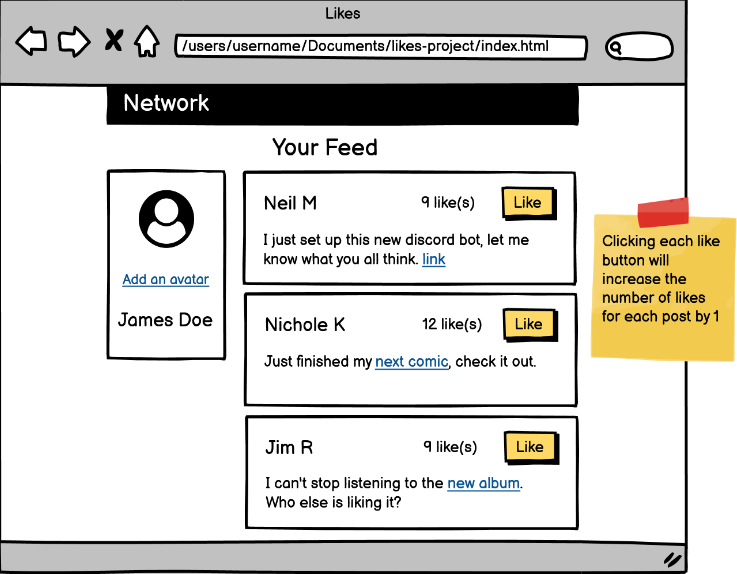 Likes
/users/username/Documents/likes-project/index.html
Network
Your Feed
Add an avatar
James Doe
Neil M 9 like(s) Like
I just set up this new discord bot, let me
know what you all think. link
Nichole K 12 like(s) Like
Just finished my next comic, check it out.
Jim R 9 like(s) Like
I can't stop listening to the new album.
Who else is liking it?
Clicking each like
button will
increase the
number of likes
for each post by 1